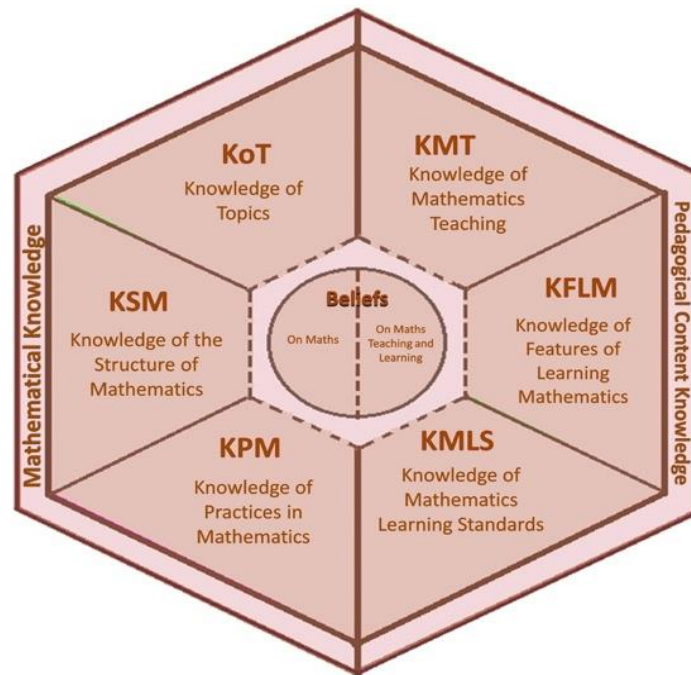 KoT
Knowledge of
Topics
KMT
Knowledge of
Mathematics
Teaching
Mathematical Knowledge
KSM
Knowledge of the
Structure of
Mathematics
Beliefs
On Maths
On Maths
Teaching and
Learning
KFLM
Knowledge of
Features of
Learning
Mathematics
Pedagogical Content Knowledge
KPM
Knowledge of
Practices in
Mathematics
KMLS
Knowledge of
Mathematics
Learning Standards